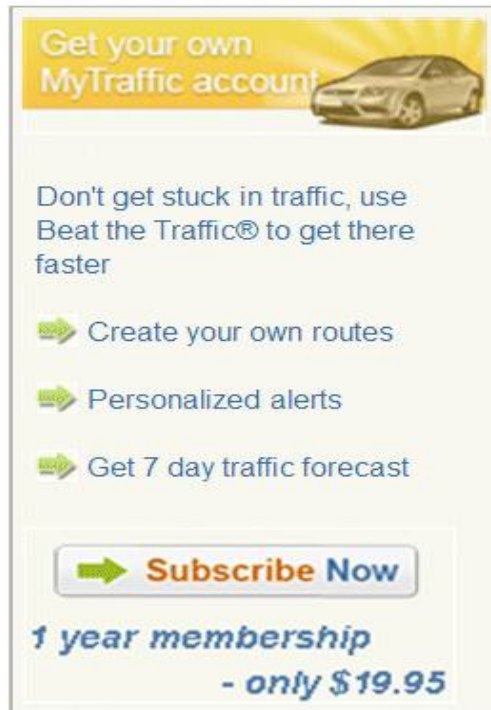 Get your own
MyTraffic account
Don't get stuck in traffic, use
Beat the Traffic® to get there
faster
Create your own routes
Personalized alerts
Get 7 day traffic forecast
Subscribe Now
1 year membership
- only $19.95